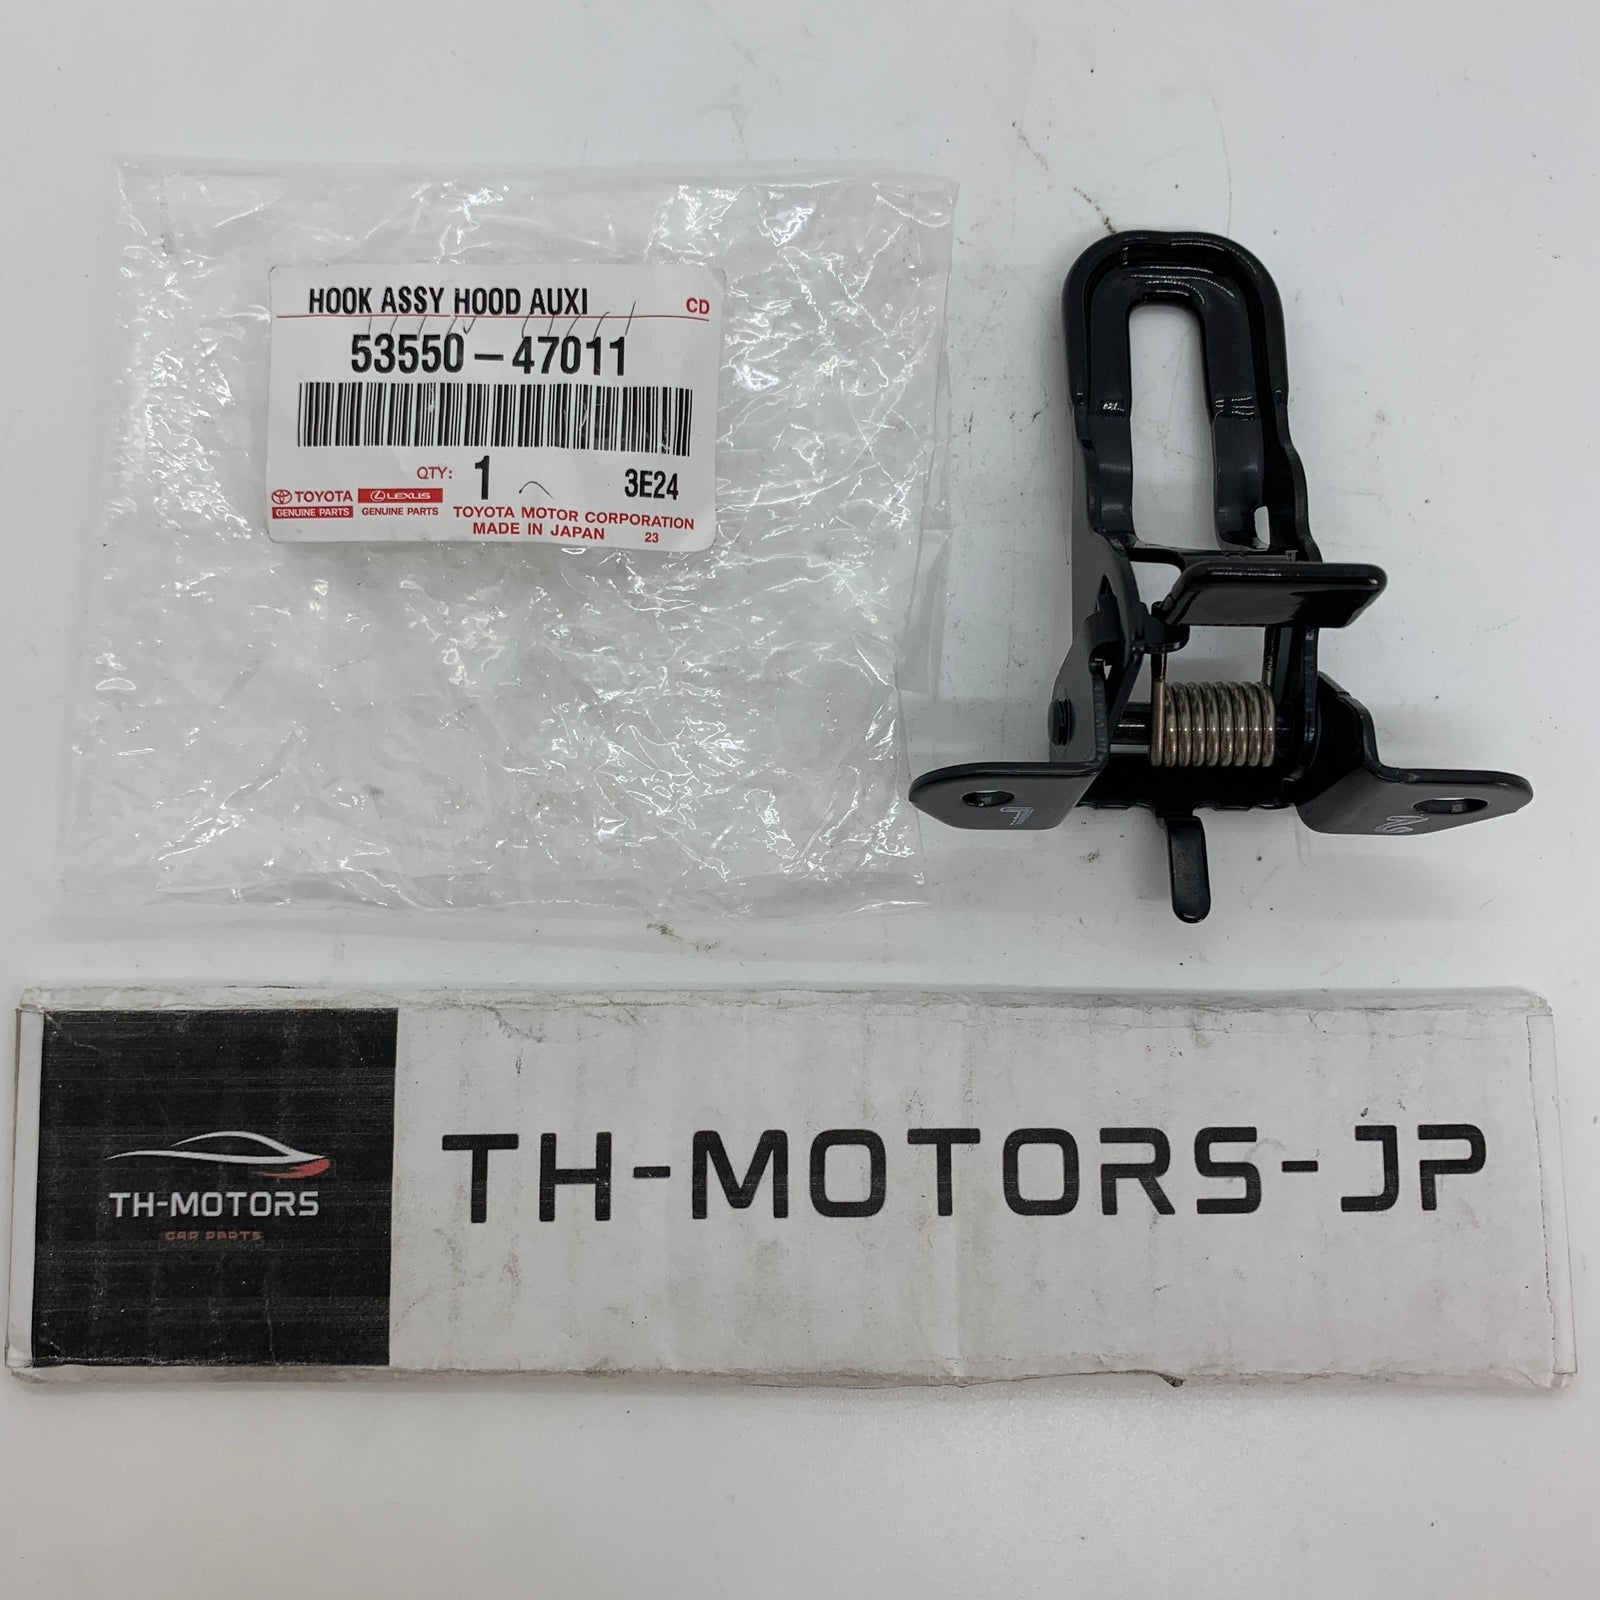 HOOK ASSY HOOD AUXI
CD
53550-47011
QTY: 1
3E24
TOYOTA
GENUINE PARTS
LEXUS
GENUINE PARTS
TOYOTA MOTOR CORPORATION
MADE IN JAPAN 23
TH-MOTORS
CAR PARTS
TH-MOTORS-JP